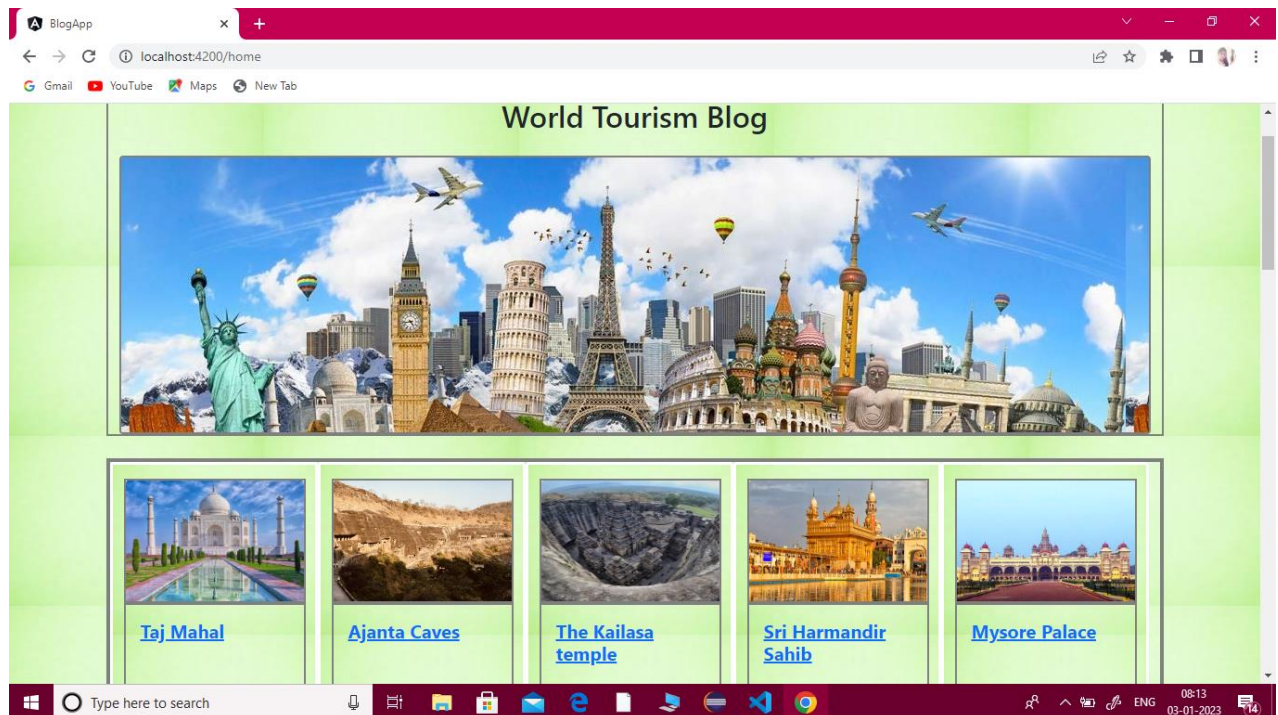 BlogApp
localhost:4200/home
Gmail YouTube Maps New Tab
World Tourism Blog
Taj Mahal
Ajanta Caves
The Kailasa
temple
Sri Harmandir
Sahib
Mysore Palace
Type here to search
ENG
08:13
03-01-2023
14